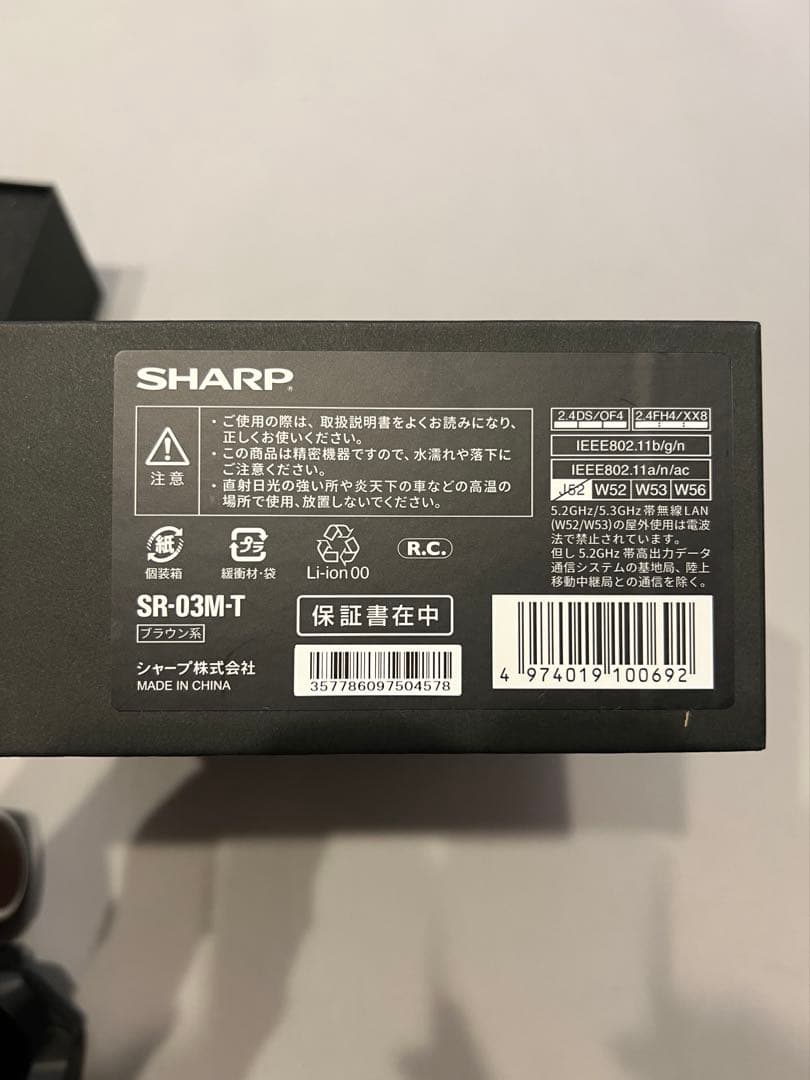 SHARP
注意
・ご使用の際は、取扱説明書をよくお読みになり、
正しくお使いください。
・この商品は精密機器ですので、水濡れや落下に
ご注意ください。
・直射日光の強い所や炎天下の車などの高温の
場所で使用、放置しないでください。
2.4DS/OF4 2.4FH4/XX8
IEEE802.11b/g/n
IEEE802.11a/n/ac
J52 W52 W53 W56
5.2GHz/5.3GHz帯無線LAN
(W52/W53)の屋外使用は電波
法で禁止されています。
但し5.2GHz帯高出力データ
通信システムの基地局、陸上
移動中継局との通信を除く。
紙 プラ R.C.
個装箱 緩衝材・袋 Li-ion 00
SR-03M-T
ブラウン系
保証書在中
シャープ株式会社
MADE IN CHINA
357786097504578
4 974019 100692